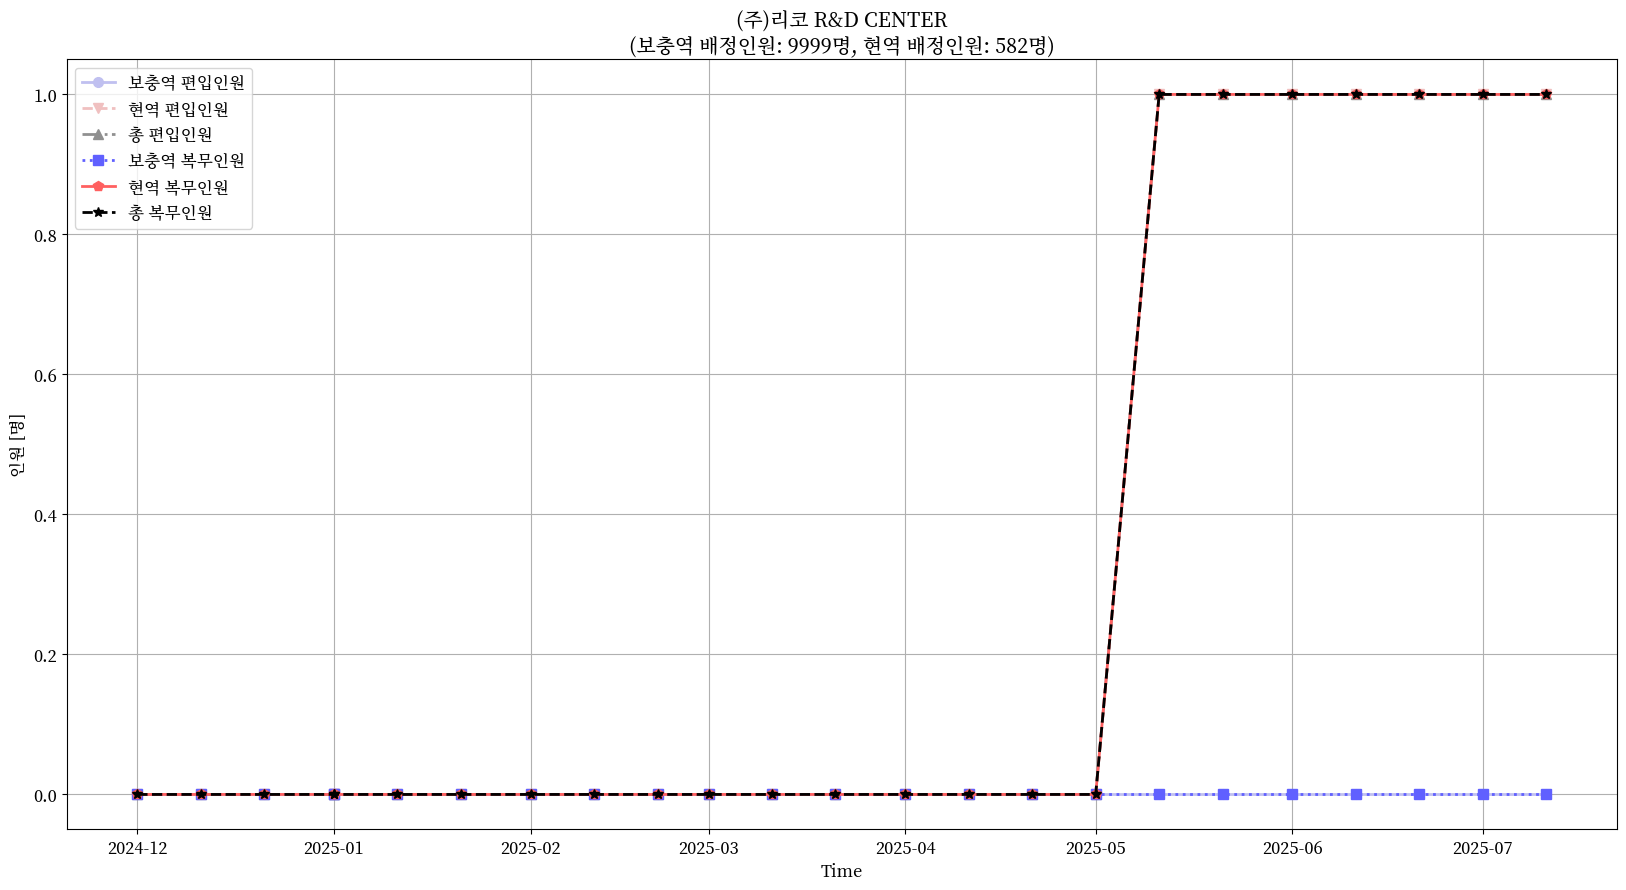 (주)리코 R&D CENTER
(보충역 배정인원: 9999명, 현역 배정인원: 582명)
보충역 편입인원
현역 편입인원
총 편입인원
보충역 복무인원
현역 복무인원
총 복무인원
1.0
0.8
0.6
0.4
0.2
0.0
인원 [명]
2024-12 2025-01 2025-02 2025-03 2025-04 2025-05 2025-06 2025-07
Time